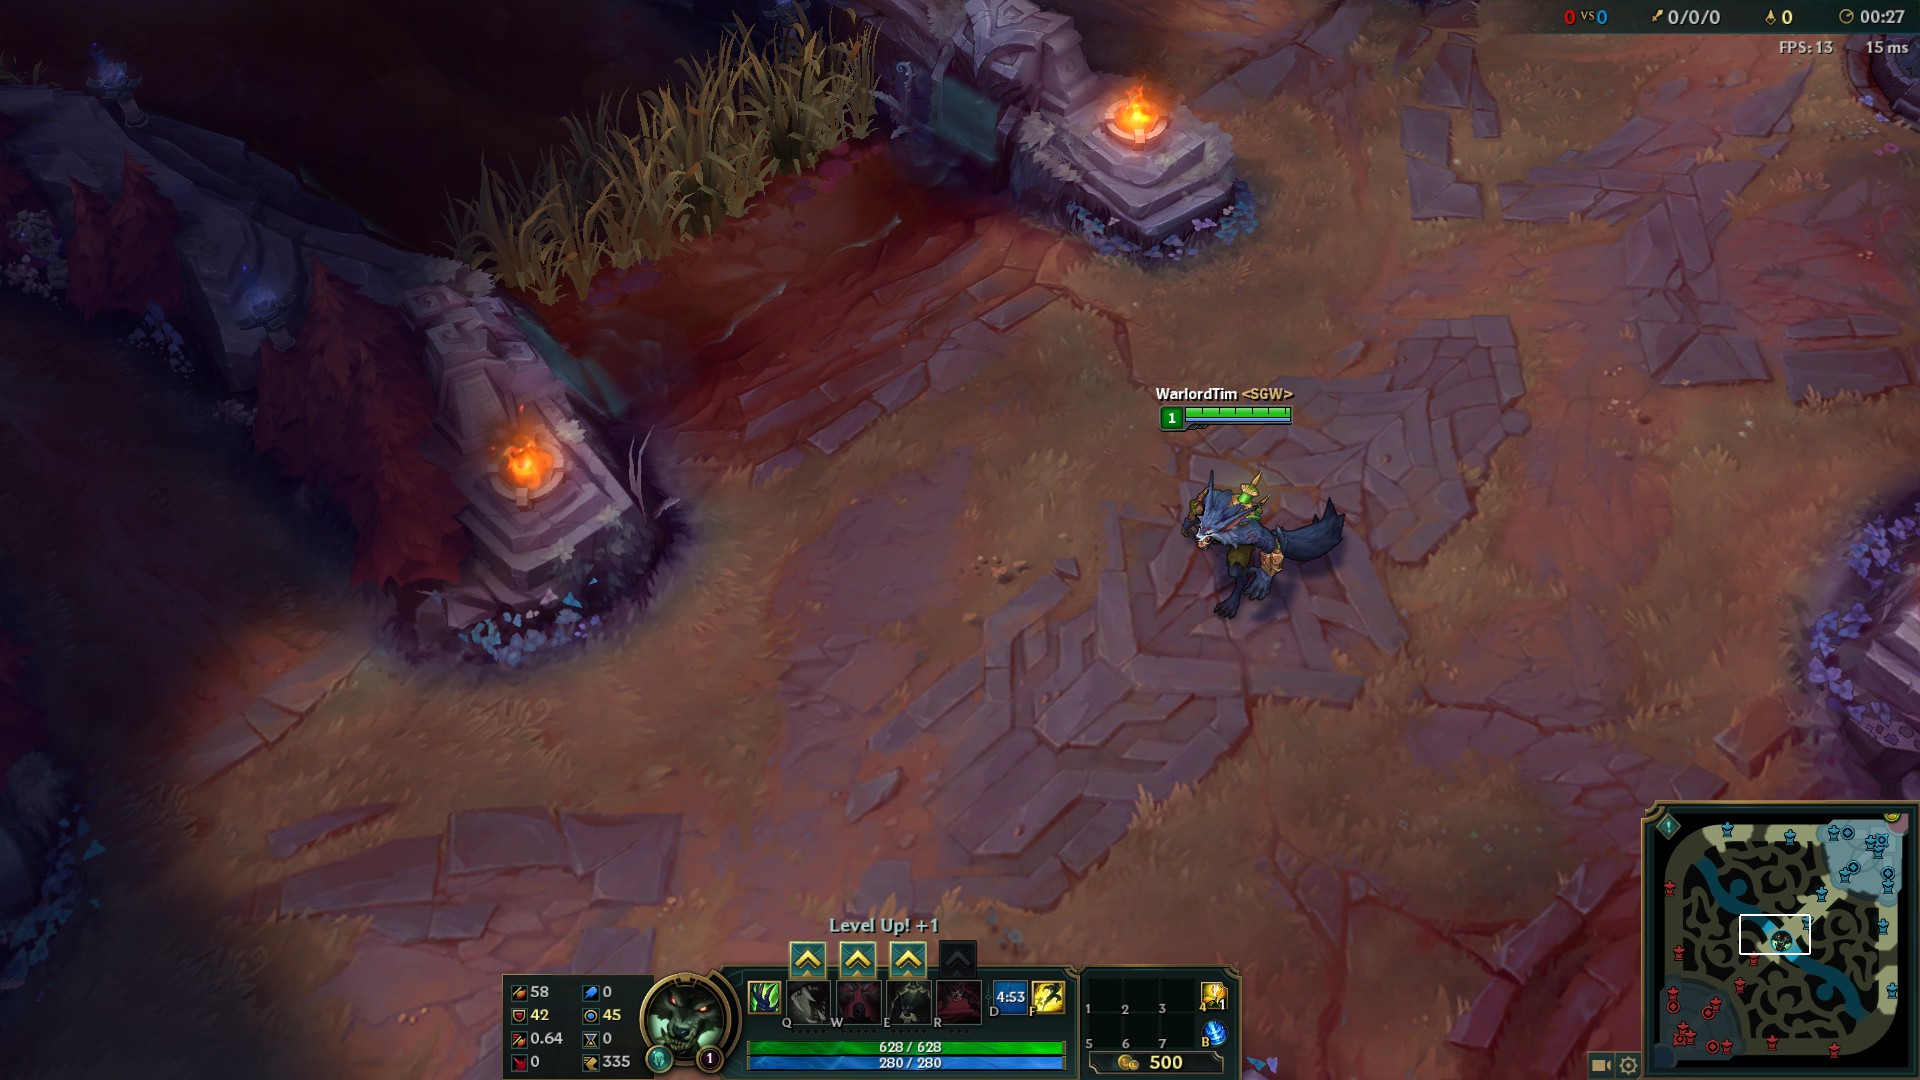 0 VS 0 0/0/0 0 00:27
FPS: 13 15 ms
WarlordTim <SGW>
1
Level Up! +1
58 0
42 45
0.64 0
0 335
1
Q W E R
4:53
D F
628 / 628
280 / 280
1 2 3 4 1
5 6 7 B
500